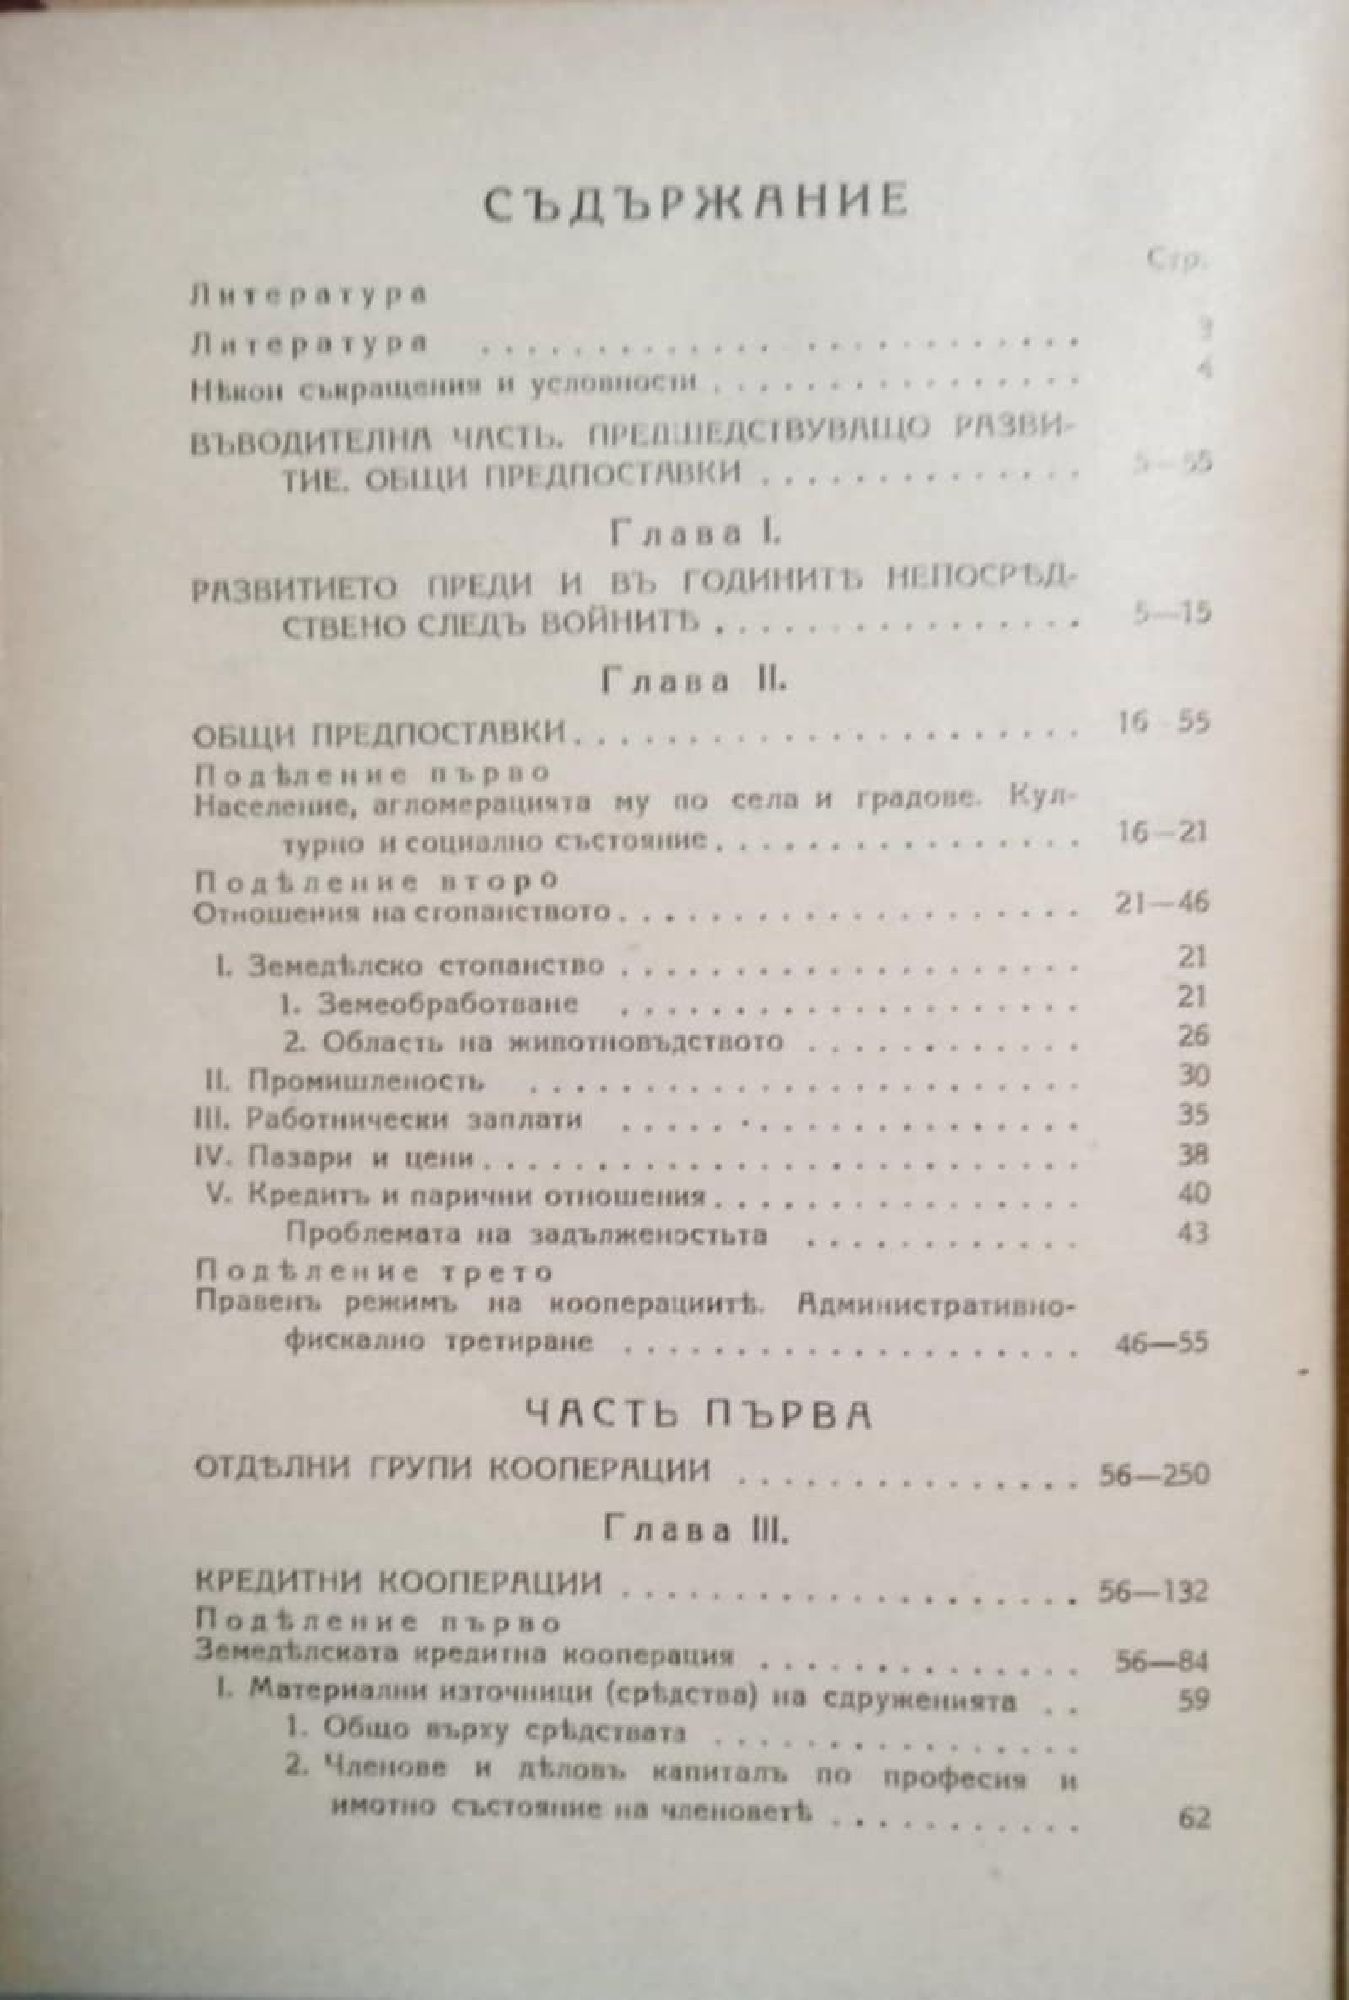 СЪДЪРЖАНИЕ
Стр.
Литература
Литература . . . . . . . . . . . . . . . . . . . . . . . . . 3
Нѣкои съкращения и условности . . . . . . . . . . . . . . . . 4
ВЪВОДИТЕЛНА ЧАСТЬ. ПРЕДШЕДСТВУВАЩО РАЗВИ-
ТИЕ. ОБЩИ ПРЕДПОСТАВКИ . . . . . . . . . . . . . . 5—55
Глава I.
РАЗВИТИЕТО ПРЕДИ И ВЪ ГОДИНИТѢ НЕПОСРѢД-
СТВЕНО СЛЕДЪ ВОЙНИТѢ . . . . . . . . . . . . . . . . 5—15
Глава II.
ОБЩИ ПРЕДПОСТАВКИ . . . . . . . . . . . . . . . . . . . . . . 16—55
Подѣление първо
Население, агломерацията му по села и градове. Кул-
турно и социално състояние . . . . . . . . . . . . . . . . 16—21
Подѣление второ
Отношения на стопанството . . . . . . . . . . . . . . . . . . . . 21—46
I. Земедѣлско стопанство . . . . . . . . . . . . . . . . . . . . 21
1. Земеобработване . . . . . . . . . . . . . . . . . . . . 21
2. Область на животновъдството . . . . . . . . . . . . 26
II. Промишленость . . . . . . . . . . . . . . . . . . . . . . . . 30
III. Работнически заплати . . . . . . . . . . . . . . . . . . . . 35
IV. Пазари и цени . . . . . . . . . . . . . . . . . . . . . . . . . . 38
V. Кредитъ и парични отношения . . . . . . . . . . . . . . . . 40
Проблемата на задълженостьта . . . . . . . . . . . . 43
Подѣление трето
Правенъ режимъ на кооперациитѣ. Административно-
фискално третиране . . . . . . . . . . . . . . . . . . . . 46—55
ЧАСТЬ ПЪРВА
ОТДѢЛНИ ГРУПИ КООПЕРАЦИИ . . . . . . . . . . . . . . . 56—250
Глава III.
КРЕДИТНИ КООПЕРАЦИИ . . . . . . . . . . . . . . . . . . . . 56—132
Подѣление първо
Земедѣлската кредитна кооперация . . . . . . . . . . . . . . 56—84
I. Материални източници (срѣдства) на сдруженията . . 59
1. Общо върху срѣдствата . . . . . . . . . . . . . . . .
2. Членове и дѣловъ капиталъ по професия и
имотно състояние на членоветѣ . . . . . . . . . . . 62